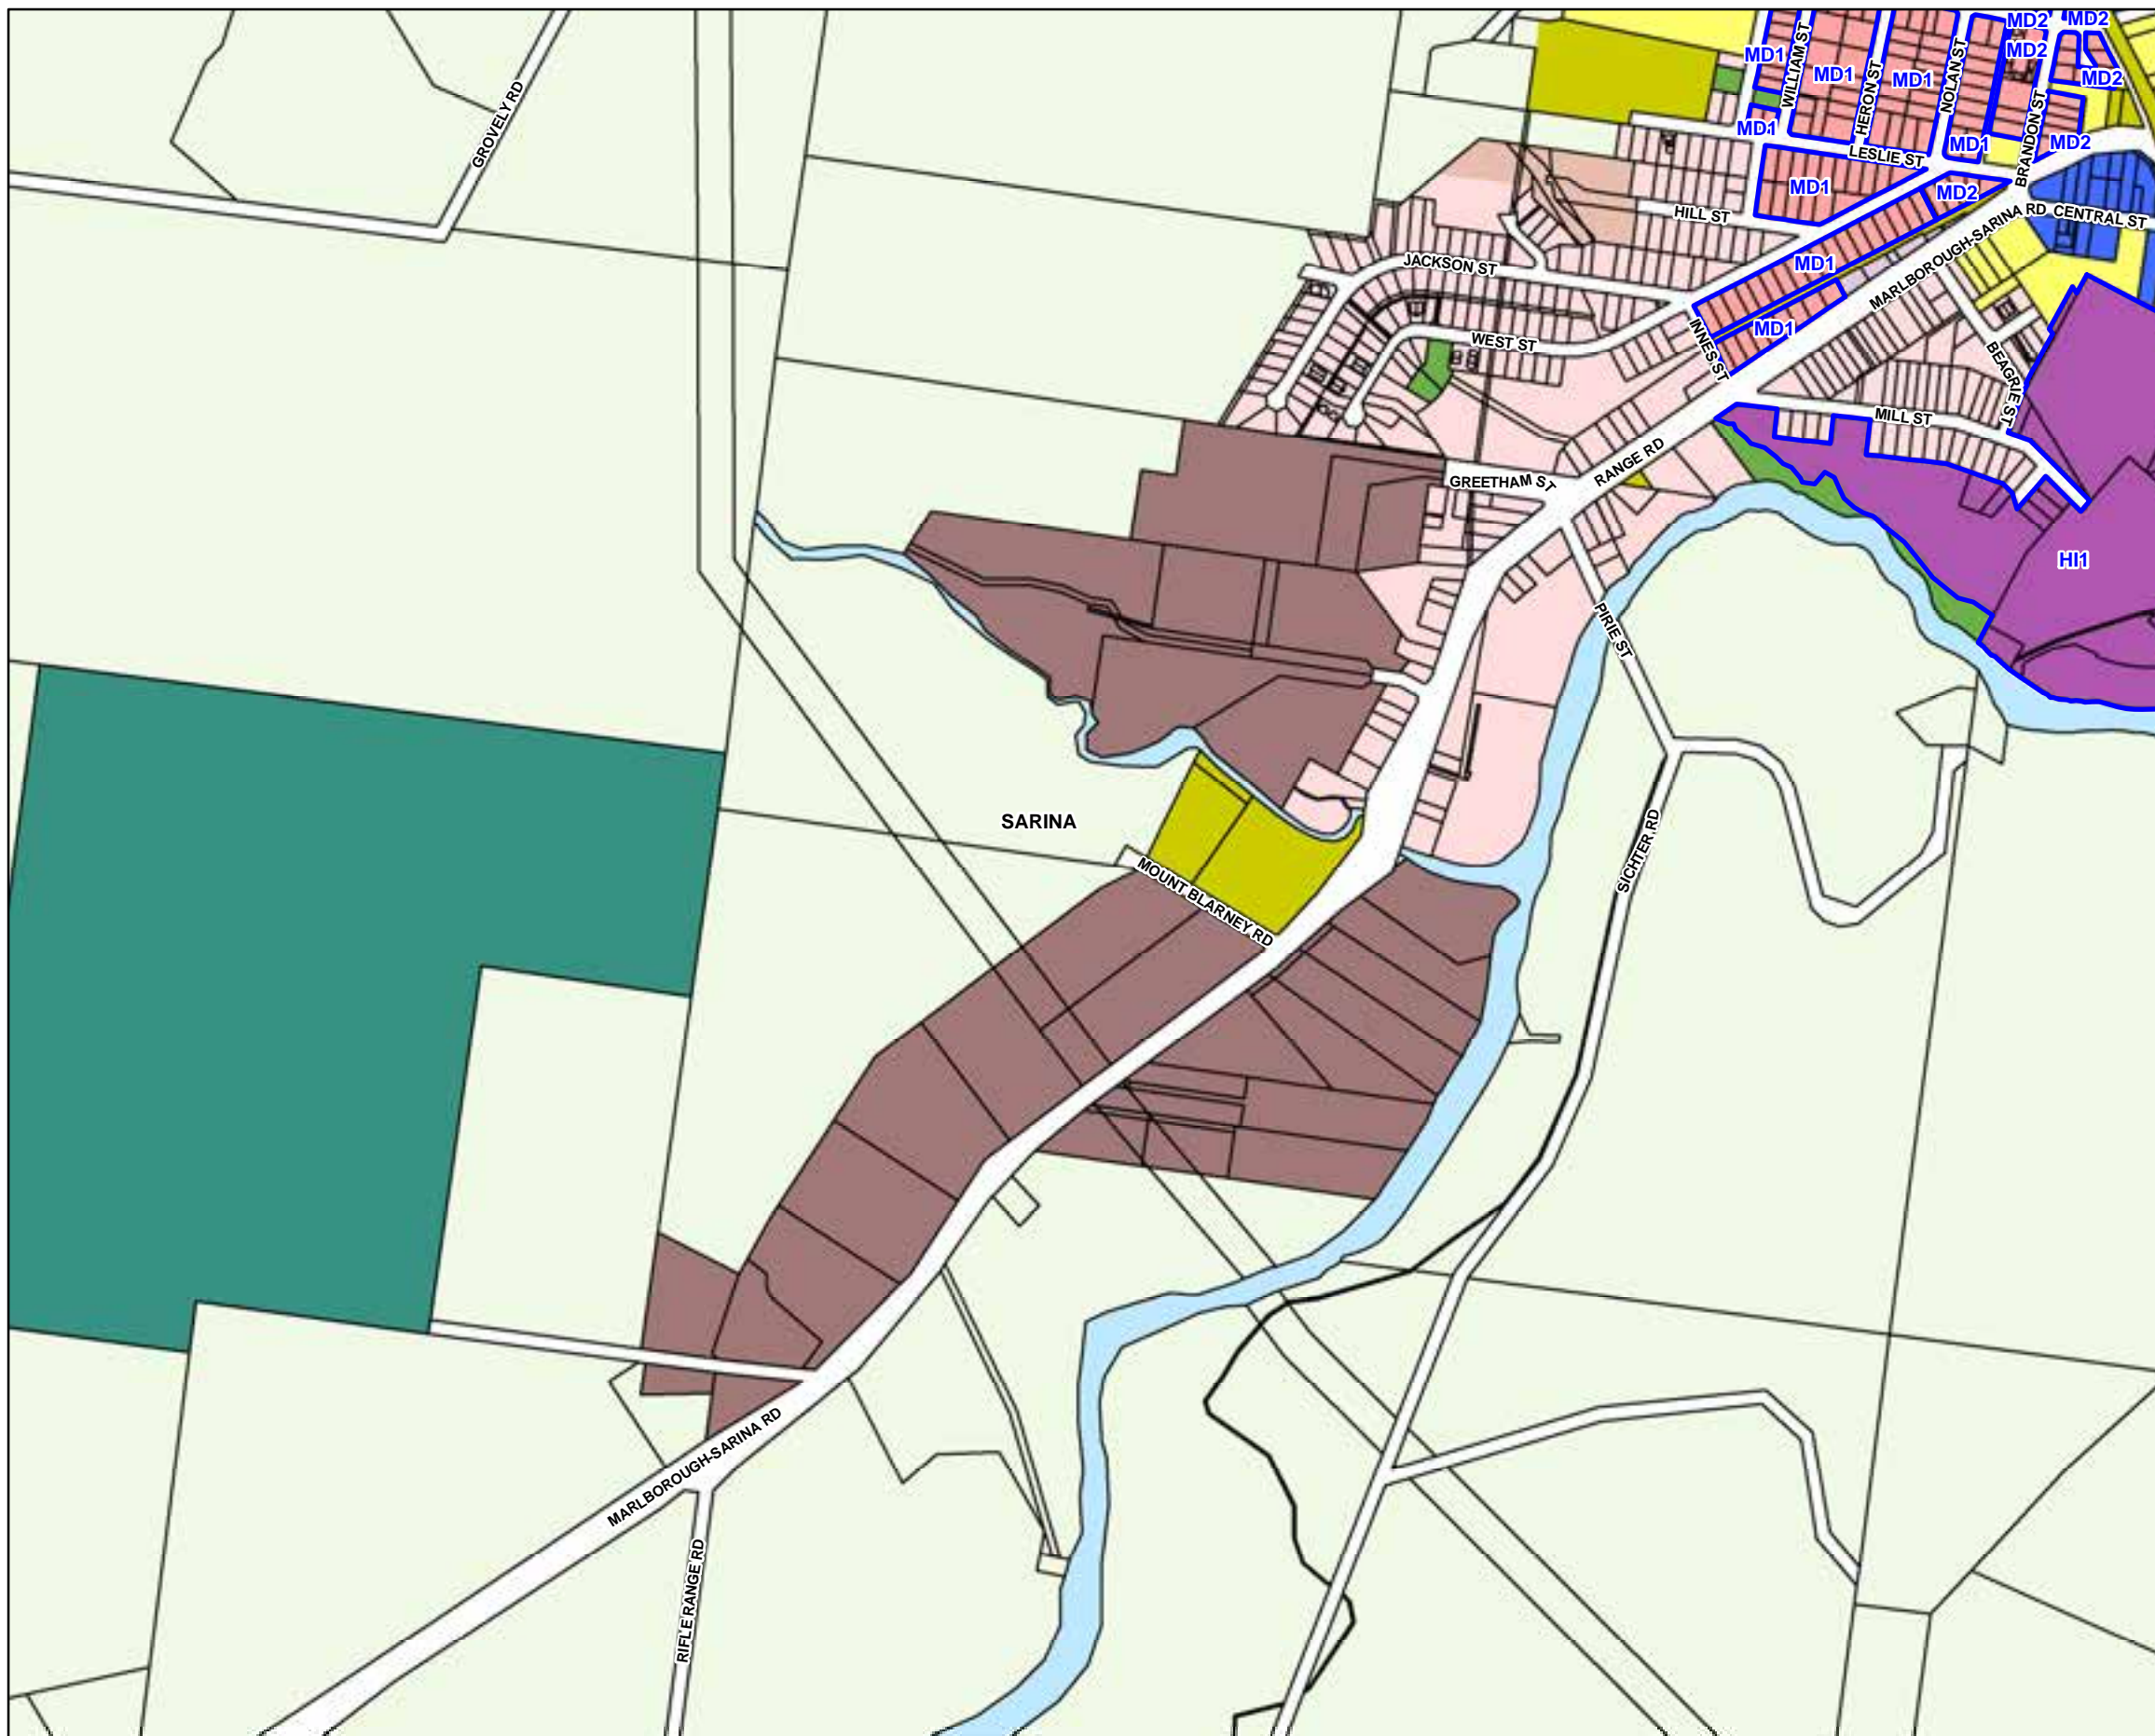 MD2
MD2
MD2
MD1
WILLIAM ST
MD1
HERON ST
MD1
NOLAN ST
MD2
GROVELY RD
MD1
BRANDON ST
MD1
MD2
LESLIE ST
MD1
MD2
HILL ST
MARLBOROUGH-SARINA RD
CENTRAL ST
JACKSON ST
MD1
MD1
WEST ST
INNES ST
BEAGRIE ST
MILL ST
RANGE RD
GREETHAM ST
HI1
PIRIE ST
SARINA
SICHTER RD
MOUNT BLARNEY RD
MARLBOROUGH-SARINA RD
RIFLE RANGE RD